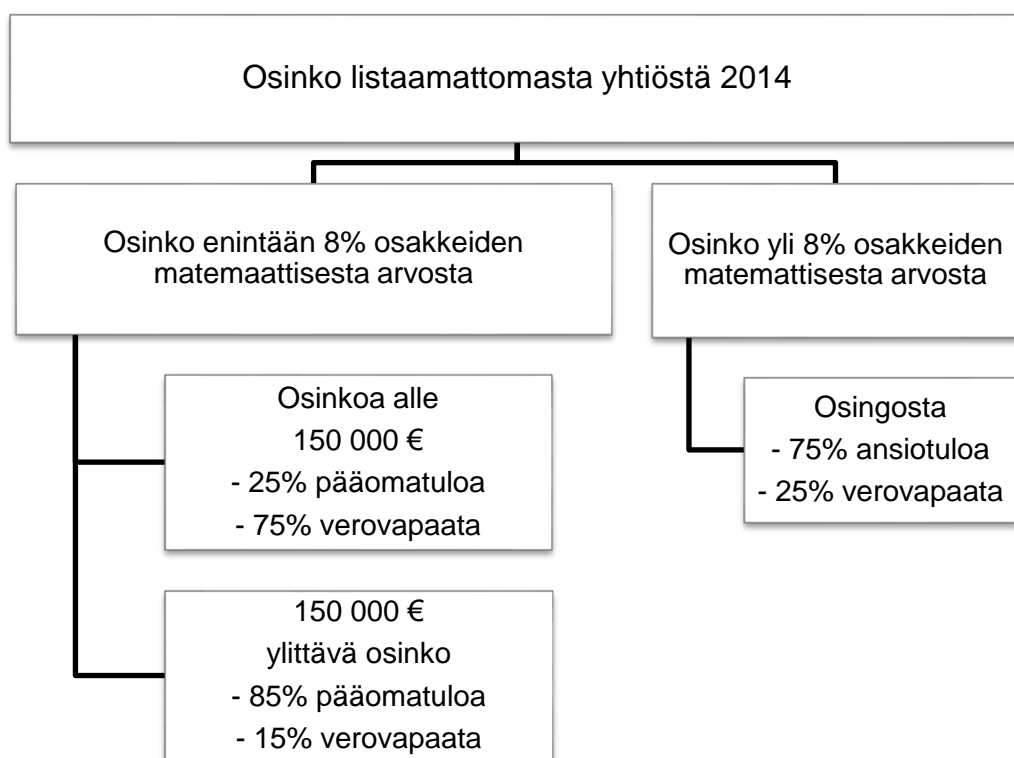 Osinko listaamattomasta yhtiöstä 2014
Osinko enintään 8% osakkeiden
matemaattisesta arvosta
Osinko yli 8% osakkeiden
matemattisesta arvosta
Osinkoa alle
150 000 €
- 25% pääomatuloa
- 75% verovapaata
Osingosta
- 75% ansiotuloa
- 25% verovapaata
150 000 €
ylittävä osinko
- 85% pääomatuloa
- 15% verovapaata